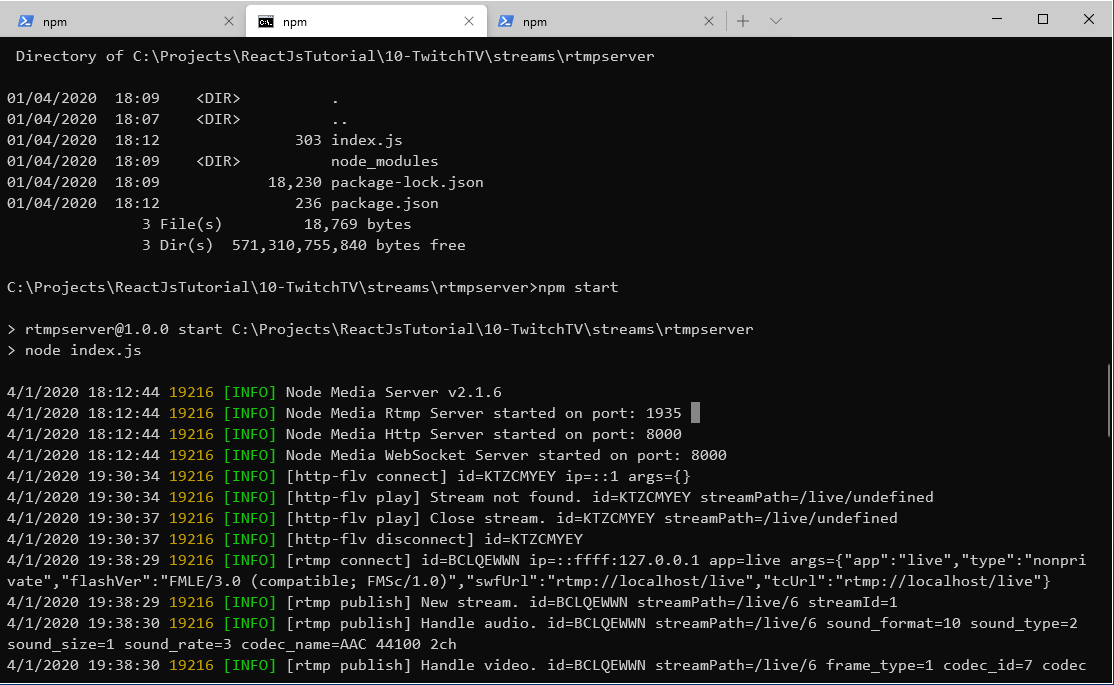 npm
npm
npm
Directory of C:\Projects\ReactJsTutorial\10-TwitchTV\streams\rtmpserver
01/04/2020  18:09    <DIR>          .
01/04/2020  18:07    <DIR>          ..
01/04/2020  18:12               303 index.js
01/04/2020  18:09    <DIR>          node_modules
01/04/2020  18:09            18,230 package-lock.json
01/04/2020  18:12               236 package.json
3 File(s)         18,769 bytes
3 Dir(s)  571,310,755,840 bytes free
C:\Projects\ReactJsTutorial\10-TwitchTV\streams\rtmpserver>npm start
> rtmpserver@1.0.0 start C:\Projects\ReactJsTutorial\10-TwitchTV\streams\rtmpserver
> node index.js
4/1/2020 18:12:44 19216 [INFO] Node Media Server v2.1.6
4/1/2020 18:12:44 19216 [INFO] Node Media Rtmp Server started on port: 1935
4/1/2020 18:12:44 19216 [INFO] Node Media Http Server started on port: 8000
4/1/2020 18:12:44 19216 [INFO] Node Media WebSocket Server started on port: 8000
4/1/2020 19:30:34 19216 [INFO] [http-flv connect] id=KTZCMYEY ip=::1 args={}
4/1/2020 19:30:34 19216 [INFO] [http-flv play] Stream not found. id=KTZCMYEY streamPath=/live/undefined
4/1/2020 19:30:37 19216 [INFO] [http-flv play] Close stream. id=KTZCMYEY streamPath=/live/undefined
4/1/2020 19:30:37 19216 [INFO] [http-flv disconnect] id=KTZCMYEY
4/1/2020 19:38:29 19216 [INFO] [rtmp connect] id=BCLQEWWN ip=::ffff:127.0.0.1 app=live args={"app":"live","type":"nonpri
vate","flashVer":"FMLE/3.0 (compatible; FMSc/1.0)","swfUrl":"rtmp://localhost/live","tcUrl":"rtmp://localhost/live"}
4/1/2020 19:38:29 19216 [INFO] [rtmp publish] New stream. id=BCLQEWWN streamPath=/live/6 streamId=1
4/1/2020 19:38:30 19216 [INFO] [rtmp publish] Handle audio. id=BCLQEWWN streamPath=/live/6 sound_format=10 sound_type=2
sound_size=1 sound_rate=3 codec_name=AAC 44100 2ch
4/1/2020 19:38:30 19216 [INFO] [rtmp publish] Handle video. id=BCLQEWWN streamPath=/live/6 frame_type=1 codec_id=7 codec